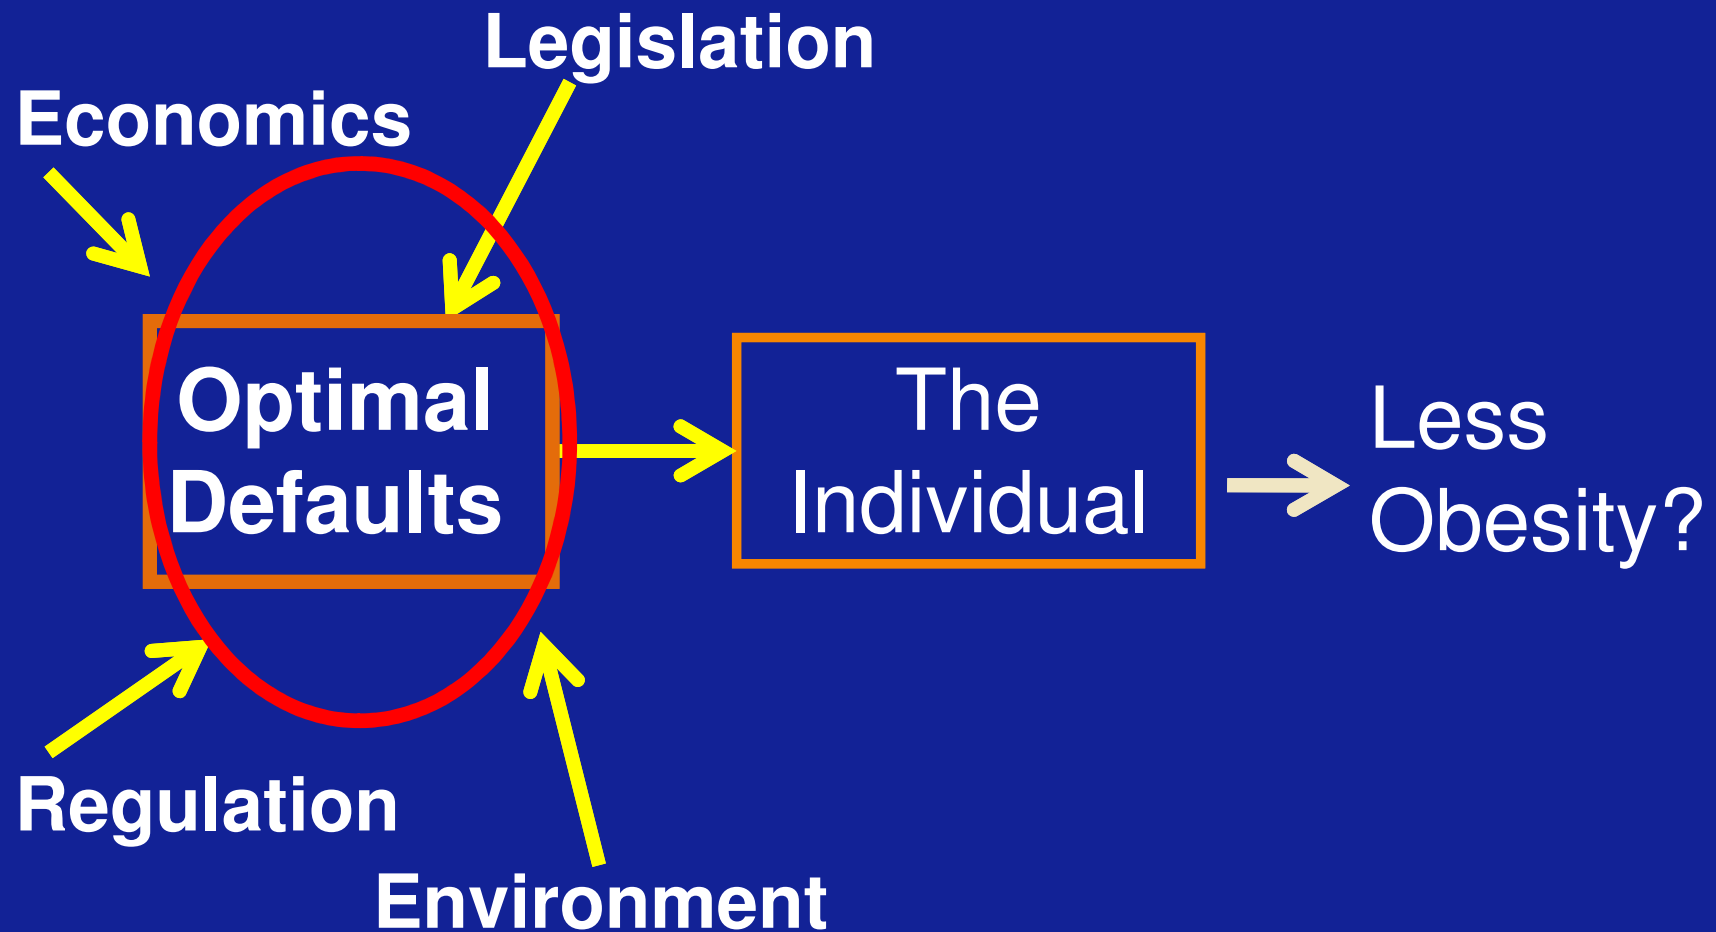 Legislation
Economics
Optimal
Defaults
The
Individual
Less
Obesity?
Regulation
Environment